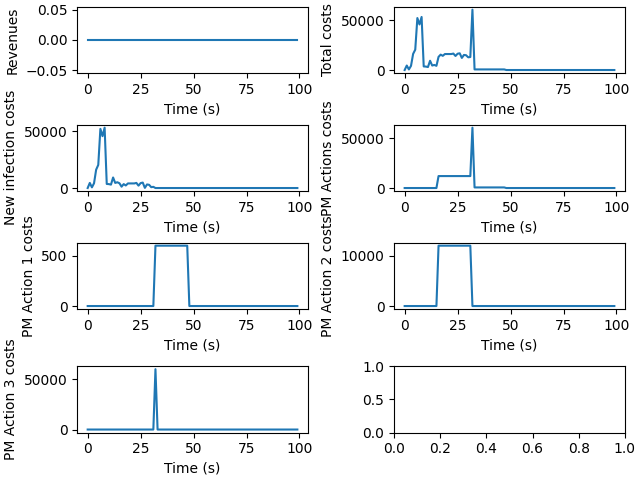 Revenues
0.05
0.00
−0.05
0 25 50 75 100
Time (s)
Total costs
50000
0
0 25 50 75 100
Time (s)
New infection costs
50000
0
0 25 50 75 100
Time (s)
PM Actions costs
50000
0
0 25 50 75 100
Time (s)
PM Action 1 costs
500
0
0 25 50 75 100
Time (s)
PM Action 2 costs
10000
0
0 25 50 75 100
Time (s)
PM Action 3 costs
50000
0
0 25 50 75 100
Time (s)
1.0
0.5
0.0
0.0 0.2 0.4 0.6 0.8 1.0